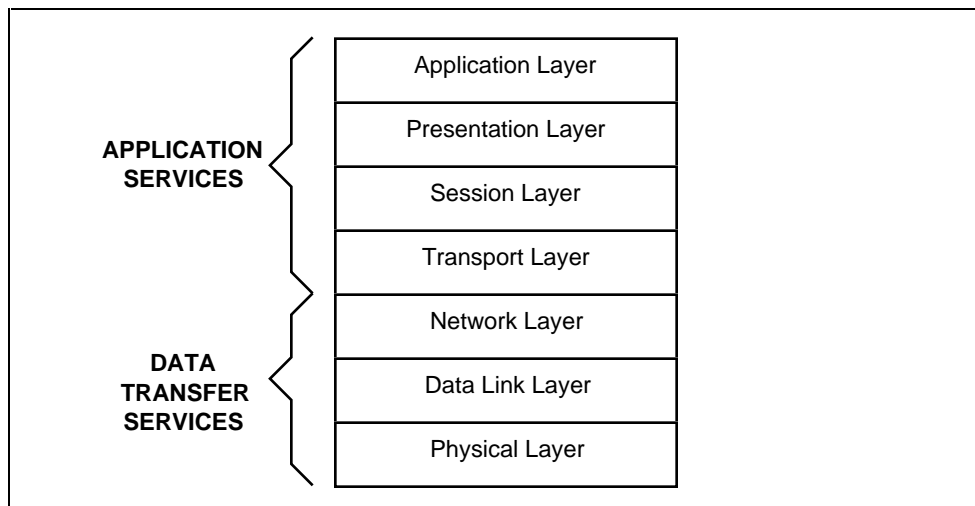 Application Layer
Presentation Layer
APPLICATION
SERVICES
Session Layer
Transport Layer
Network Layer
DATA
TRANSFER
SERVICES
Data Link Layer
Physical Layer